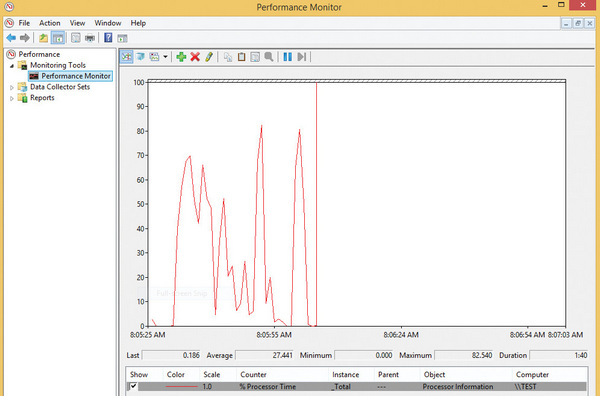 Performance Monitor
File Action View Window Help
Performance
Monitoring Tools
Performance Monitor
Data Collector Sets
Reports
100
90
80
70
60
50
40
30
20
10
0
8:05:25 AM 8:05:55 AM 8:06:24 AM 8:06:54 AM 8:07:03 AM
Last 0.186 Average 27.441 Minimum 0.000 Maximum 82.540 Duration 1:40
Show Color Scale Counter Instance Parent Object Computer
1.0 % Processor Time _Total --- Processor Information \\TEST